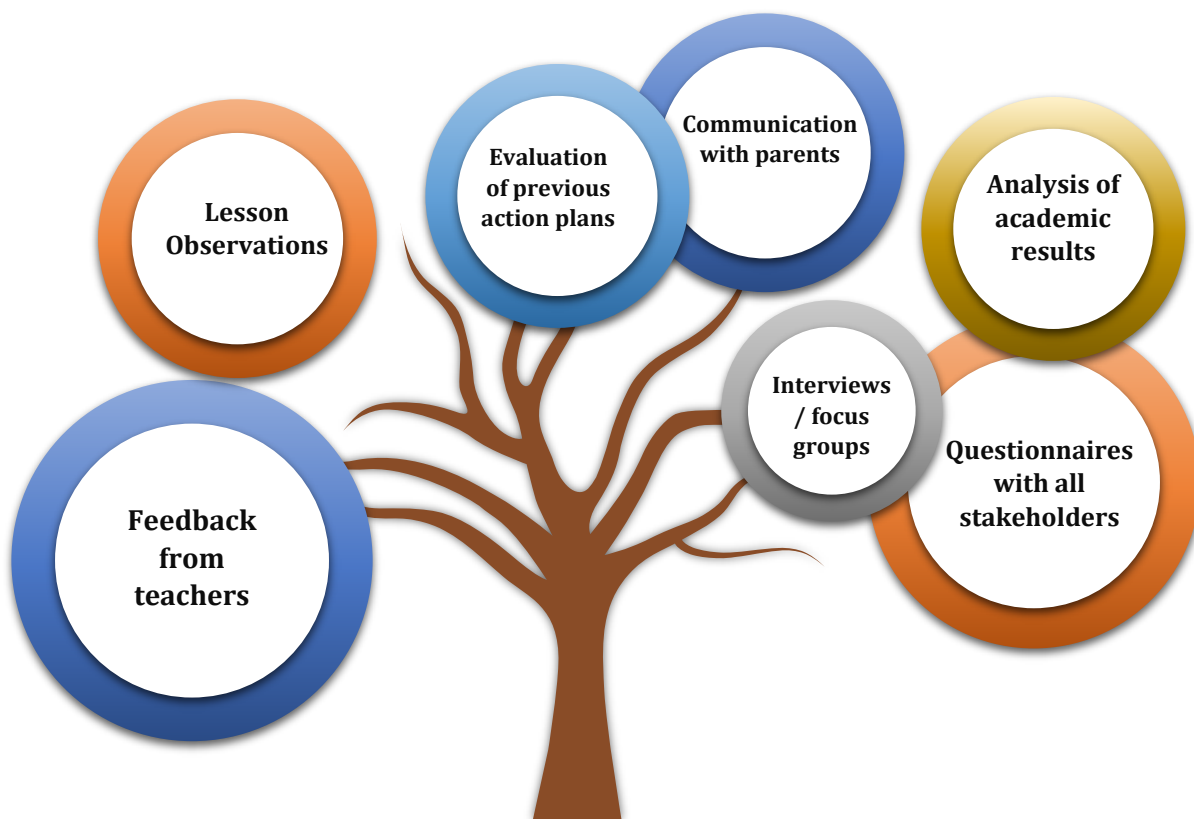 Lesson
Observations
Evaluation
of previous
action plans
Communication
with parents
Analysis of
academic
results
Feedback
from
teachers
Interviews
/ focus
groups
Questionnaires
with all
stakeholders